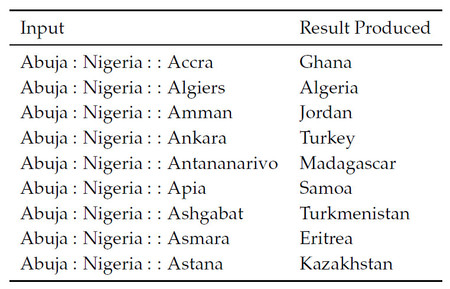 Input Result Produced
Abuja : Nigeria : : Accra Ghana
Abuja : Nigeria : : Algiers Algeria
Abuja : Nigeria : : Amman Jordan
Abuja : Nigeria : : Ankara Turkey
Abuja : Nigeria : : Antananarivo Madagascar
Abuja : Nigeria : : Apia Samoa
Abuja : Nigeria : : Ashgabat Turkmenistan
Abuja : Nigeria : : Asmara Eritrea
Abuja : Nigeria : : Astana Kazakhstan